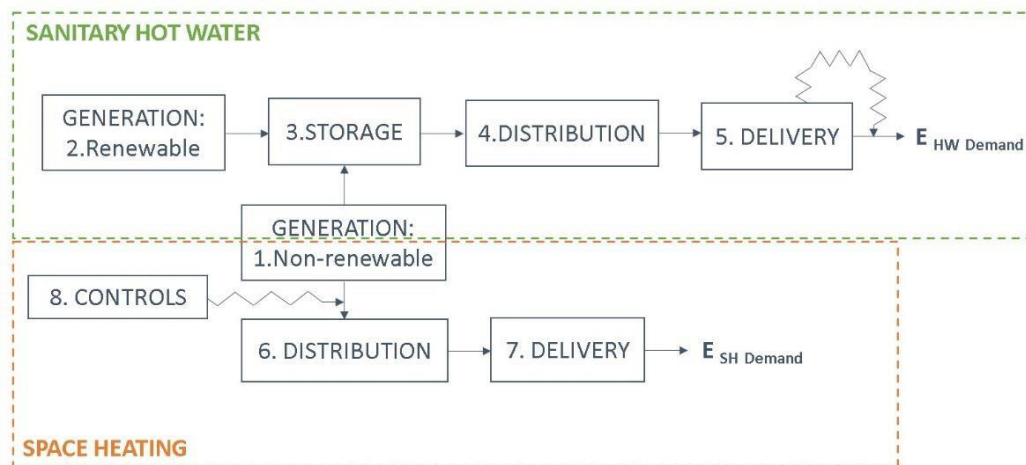 SANITARY HOT WATER
GENERATION:
2.Renewable
3.STORAGE
4.DISTRIBUTION
5. DELIVERY
E HW Demand
GENERATION:
1.Non-renewable
8. CONTROLS
6. DISTRIBUTION
7. DELIVERY
E SH Demand
SPACE HEATING